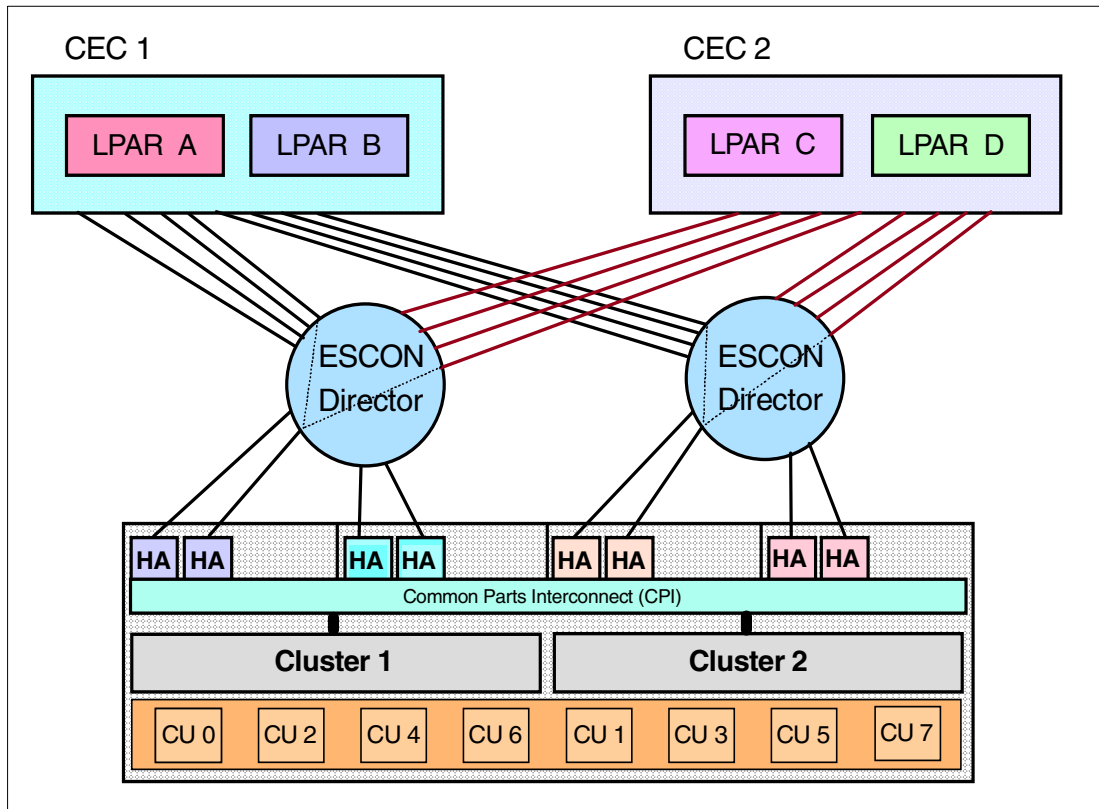 CEC 1
CEC 2
LPAR A
LPAR B
LPAR C
LPAR D
ESCON
Director
ESCON
Director
HA
HA
HA
HA
HA
HA
HA
HA
Common Parts Interconnect (CPI)
Cluster 1
Cluster 2
CU 0
CU 2
CU 4
CU 6
CU 1
CU 3
CU 5
CU 7